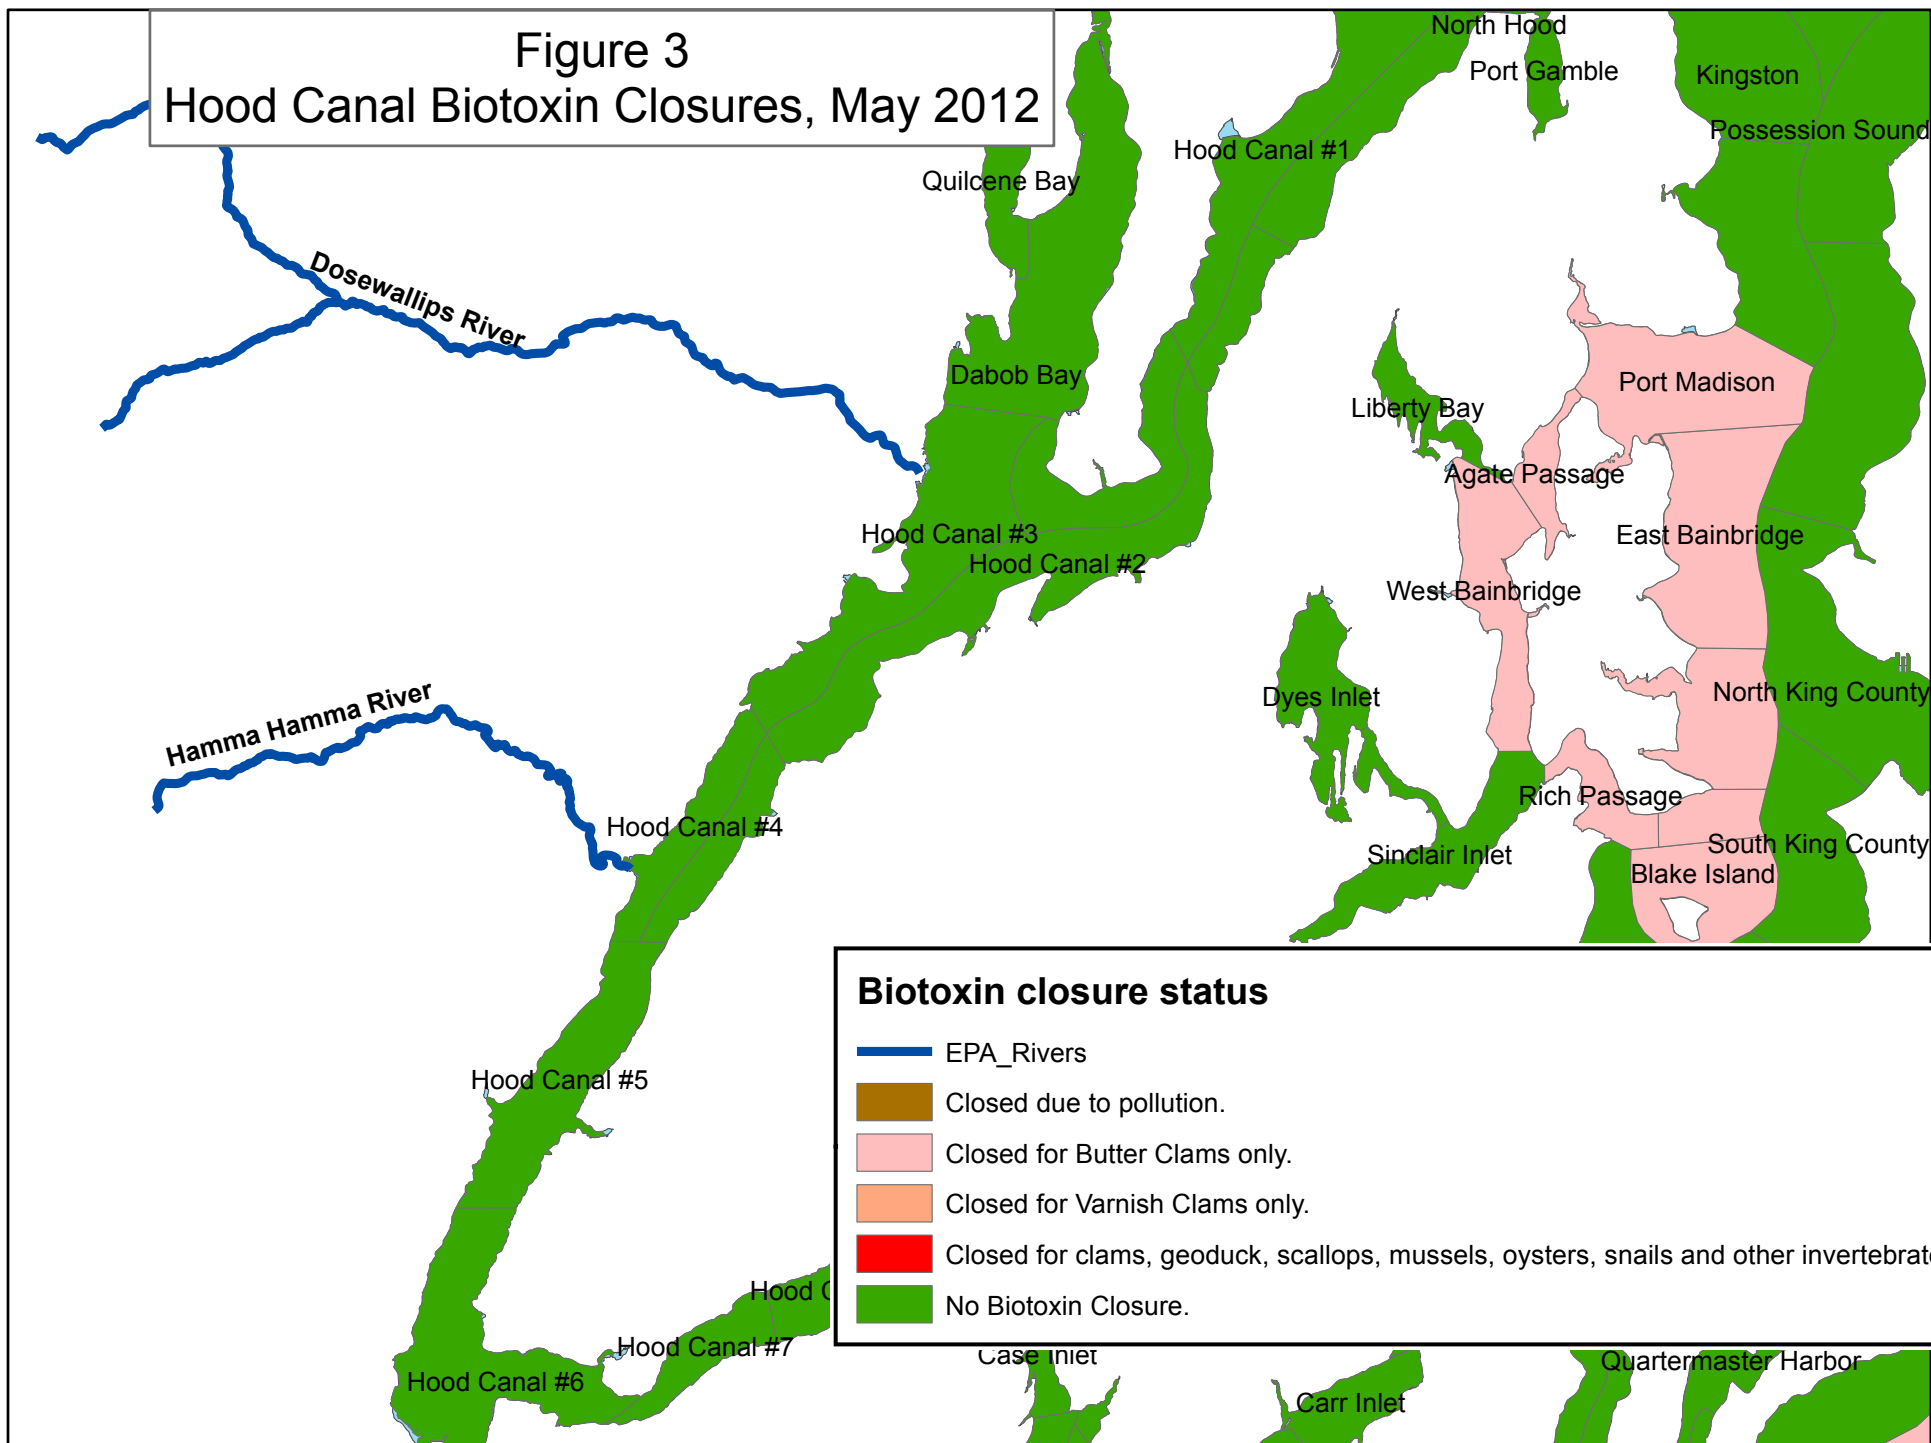 Figure 3
Hood Canal Biotoxin Closures, May 2012
North Hood
Port Gamble
Kingston
Possession Sound
Hood Canal #1
Quilcene Bay
Dosewallips River
Dabob Bay
Port Madison
Liberty Bay
Agate Passage
Hood Canal #3
East Bainbridge
Hood Canal #2
West Bainbridge
Dyes Inlet
North King County
Hamma Hamma River
Rich Passage
Hood Canal #4
South King County
Sinclair Inlet
Blake Island
Biotoxin closure status
EPA_Rivers
Hood Canal #5
Closed due to pollution.
Closed for Butter Clams only.
Closed for Varnish Clams only.
Closed for clams, geoduck, scallops, mussels, oysters, snails and other
No Biotoxin Closure.
Hood
Hood Canal #7
Case Inlet
Quartermaster Harbor
Hood Canal #6
Carr Inlet